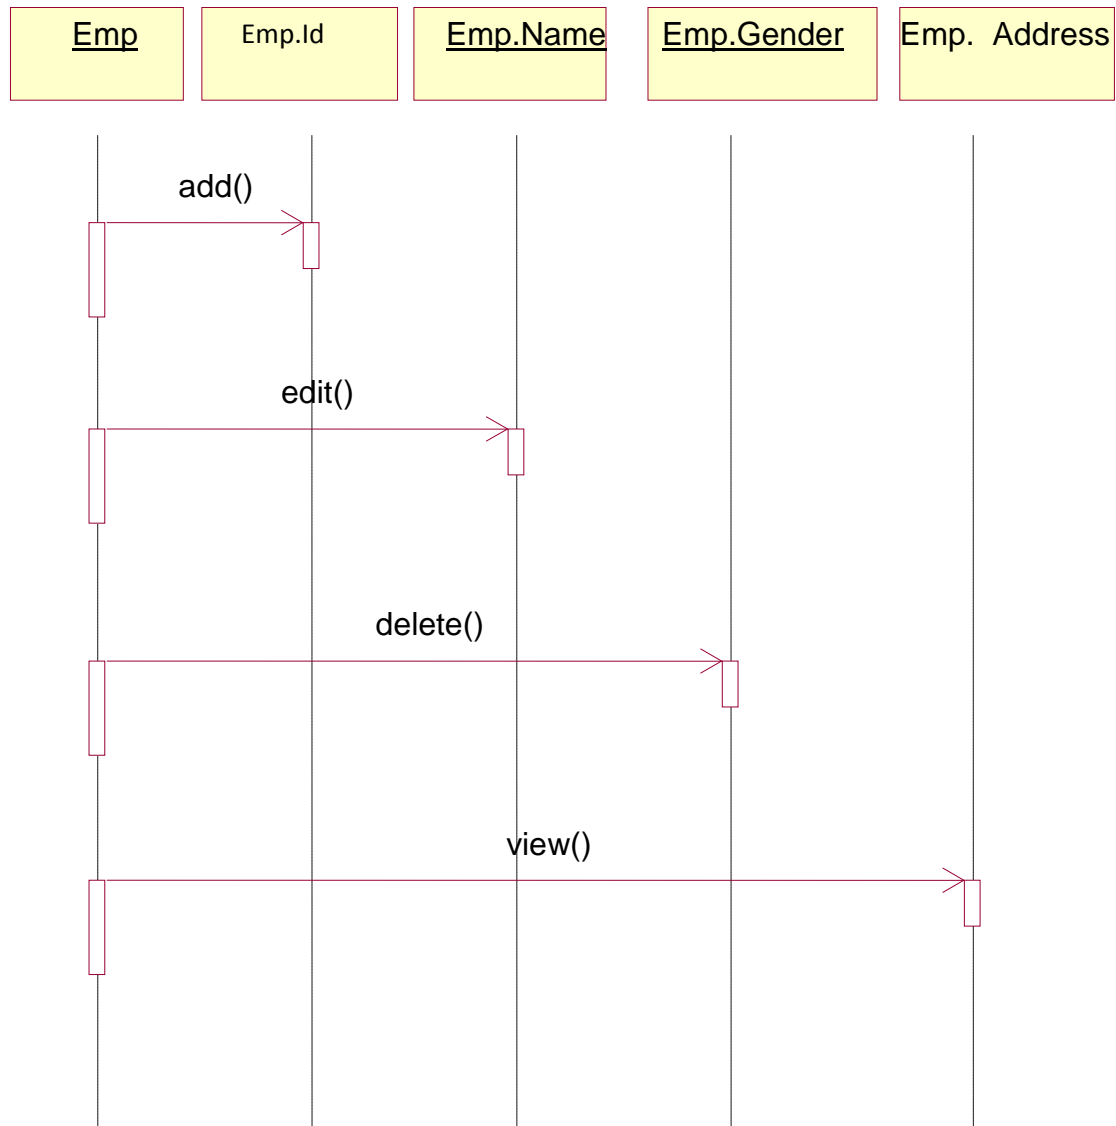 Emp
Emp.Id
Emp.Name
Emp.Gender
Emp. Address
add()
edit()
delete()
view()